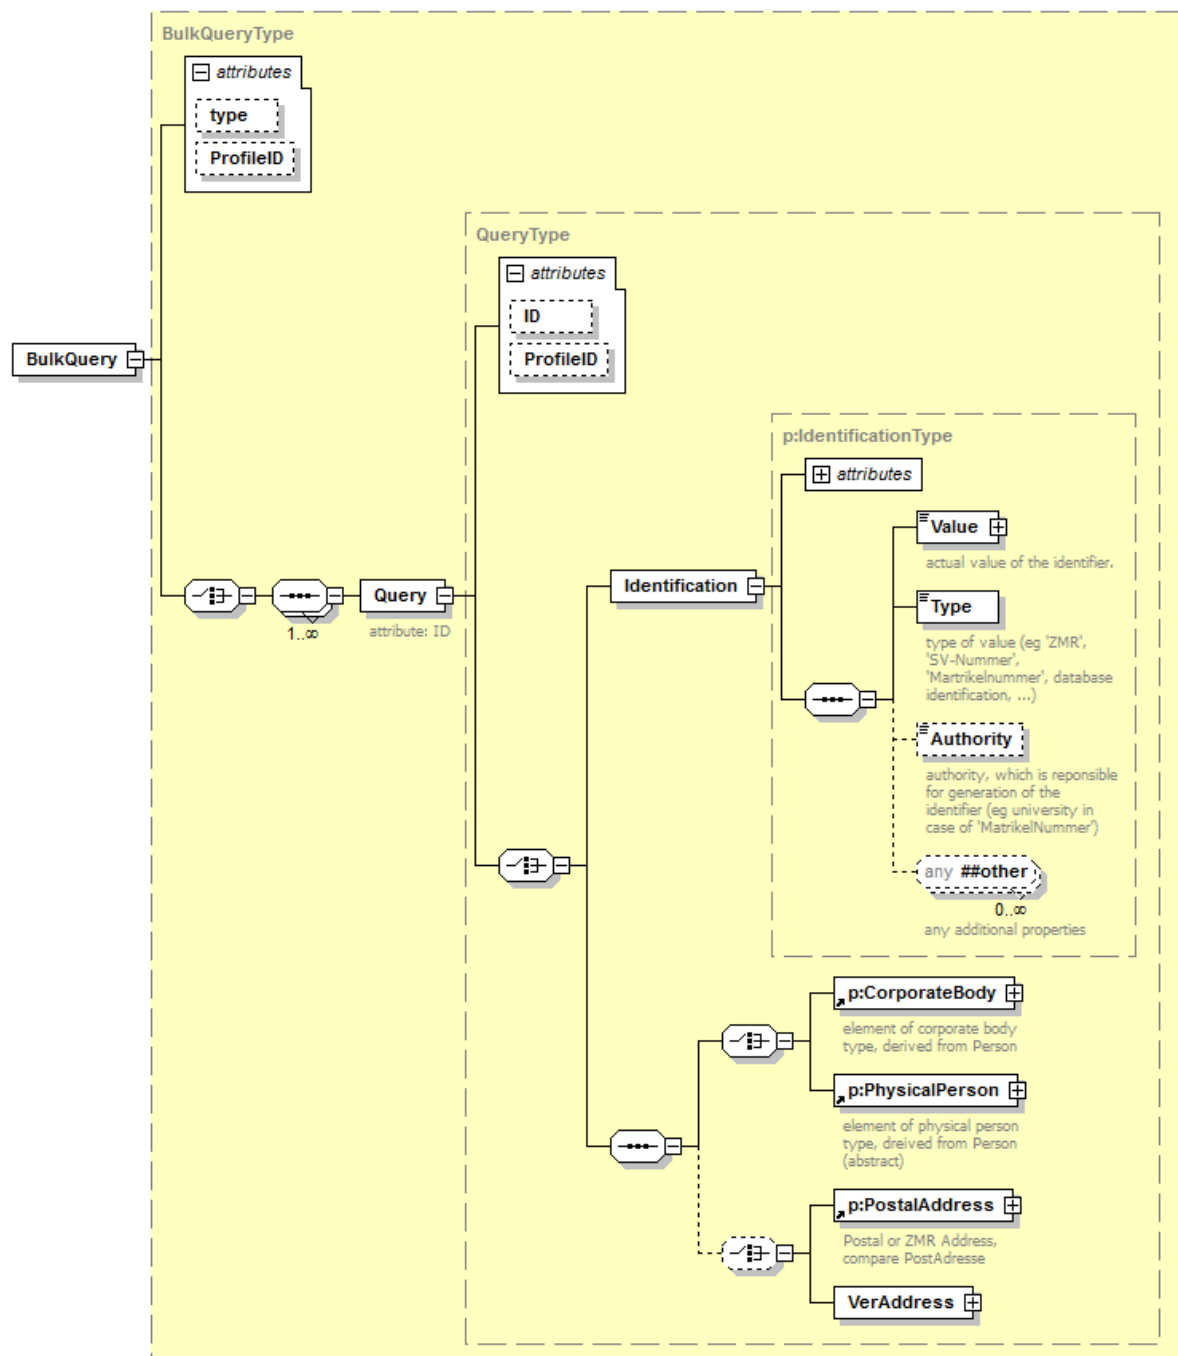 BulkQueryType
attributes
type
ProfileID
QueryType
attributes
ID
ProfileID
BulkQuery
p:IdentificationType
attributes
Value
actual value of the identifier.
Identification
Query
attribute: ID
1..∞
Type
type of value (eg 'ZMR',
'SV-Nummer',
'Martrikelnummer', database
identification, ...)
Authority
authority, which is reponsible
for generation of the
identifier (eg university in
case of 'MatrikelNummer')
any ##other
0..∞
any additional properties
p:CorporateBody
element of corporate body
type, derived from Person
p:PhysicalPerson
element of physical person
type, dreived from Person
(abstract)
p:PostalAddress
Postal or ZMR Address,
compare PostAdresse
VerAddress